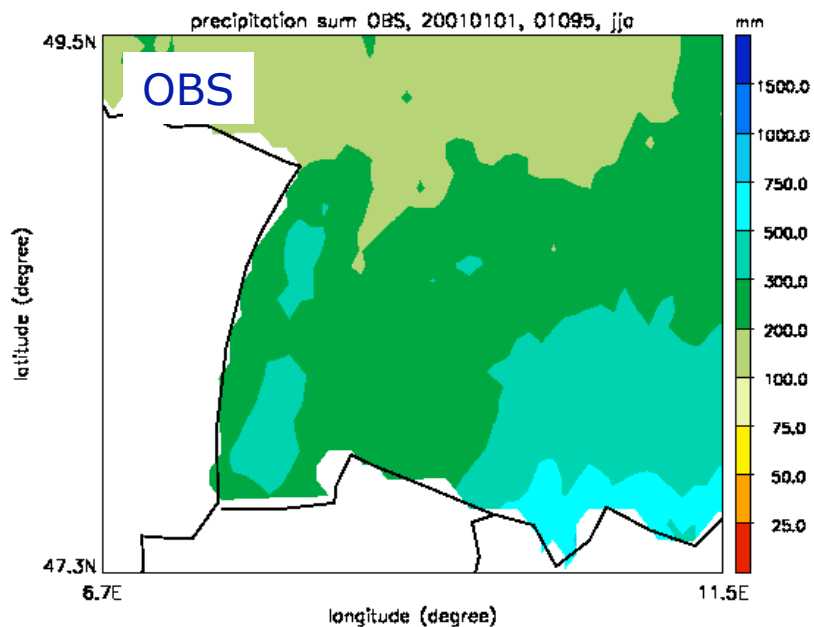 precipitation sum OBS, 20010101, 01095, jja
mm
49.5N
OBS
1500.0
1000.0
750.0
500.0
300.0
200.0
100.0
75.0
50.0
25.0
latitude (degree)
47.3N
6.7E
11.5E
longitude (degree)